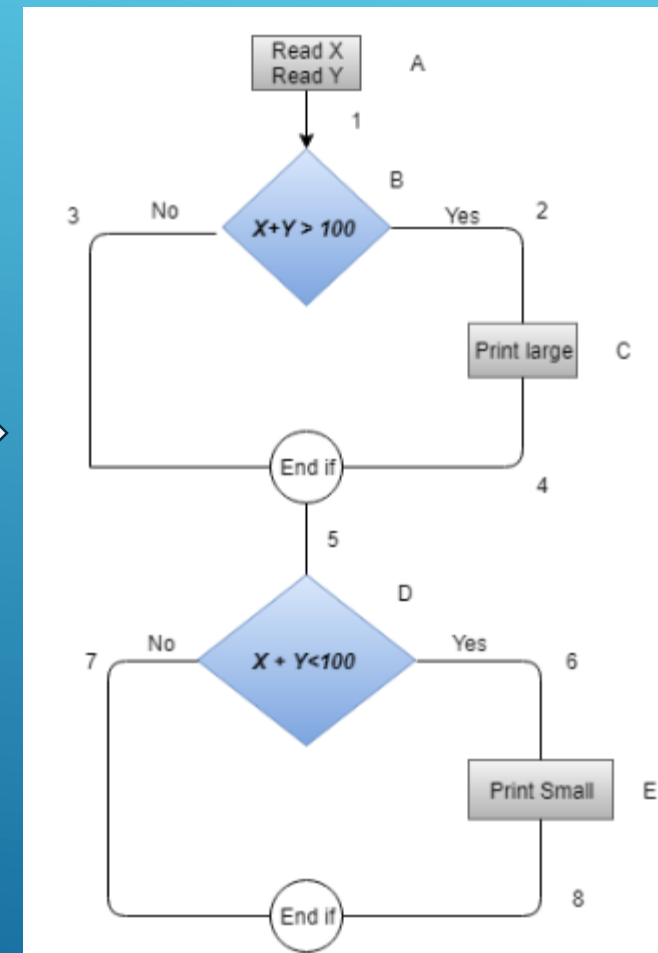 Read X
Read Y
A
1
B
3
No
X+Y > 100
Yes
2
Print large
C
End if
4
5
D
No
Yes
7
X + Y<100
6
Print Small
E
End if
8